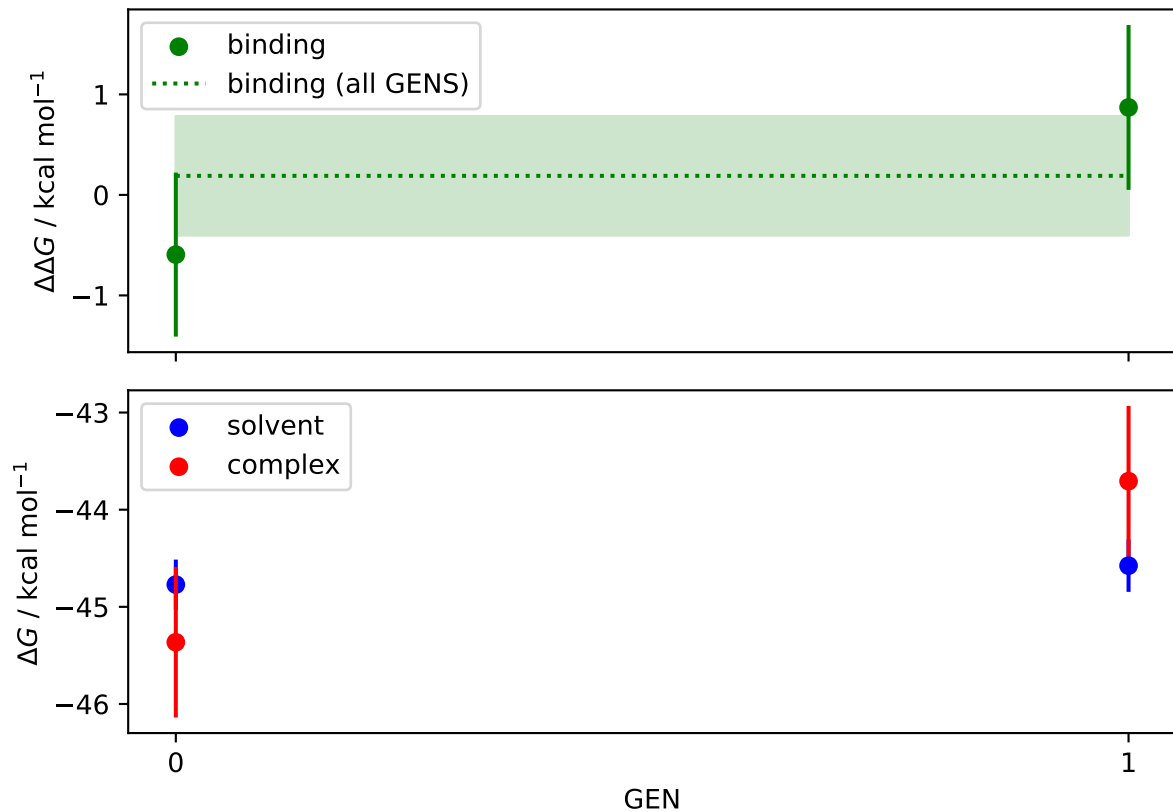 binding
binding (all GENS)
ΔΔG / kcal mol⁻¹
1
0
−1
solvent
complex
ΔG / kcal mol⁻¹
−43
−44
−45
−46
0
1
GEN